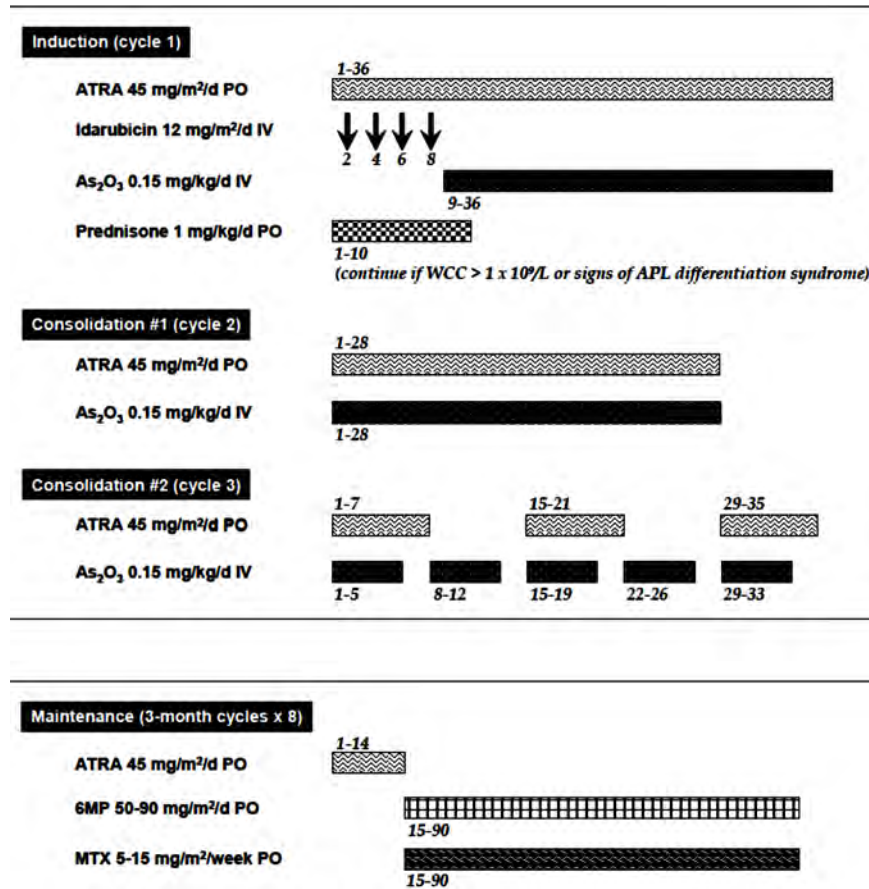 Induction (cycle 1)
1-36
ATRA 45 mg/m²/d PO
Idarubicin 12 mg/m²/d IV
2 4 6 8
As₂O₃ 0.15 mg/kg/d IV
9-36
Prednisone 1 mg/kg/d PO
1-10
(continue if WCC > 1 x 10⁹/L or signs of APL differentiation syndrome)
Consolidation #1 (cycle 2)
1-28
ATRA 45 mg/m²/d PO
As₂O₃ 0.15 mg/kg/d IV
1-28
Consolidation #2 (cycle 3)
1-7 15-21 29-35
ATRA 45 mg/m²/d PO
As₂O₃ 0.15 mg/kg/d IV
1-5 8-12 15-19 22-26 29-33
Maintenance (3-month cycles x 8)
1-14
ATRA 45 mg/m²/d PO
6MP 50-90 mg/m²/d PO
15-90
MTX 5-15 mg/m²/week PO
15-90